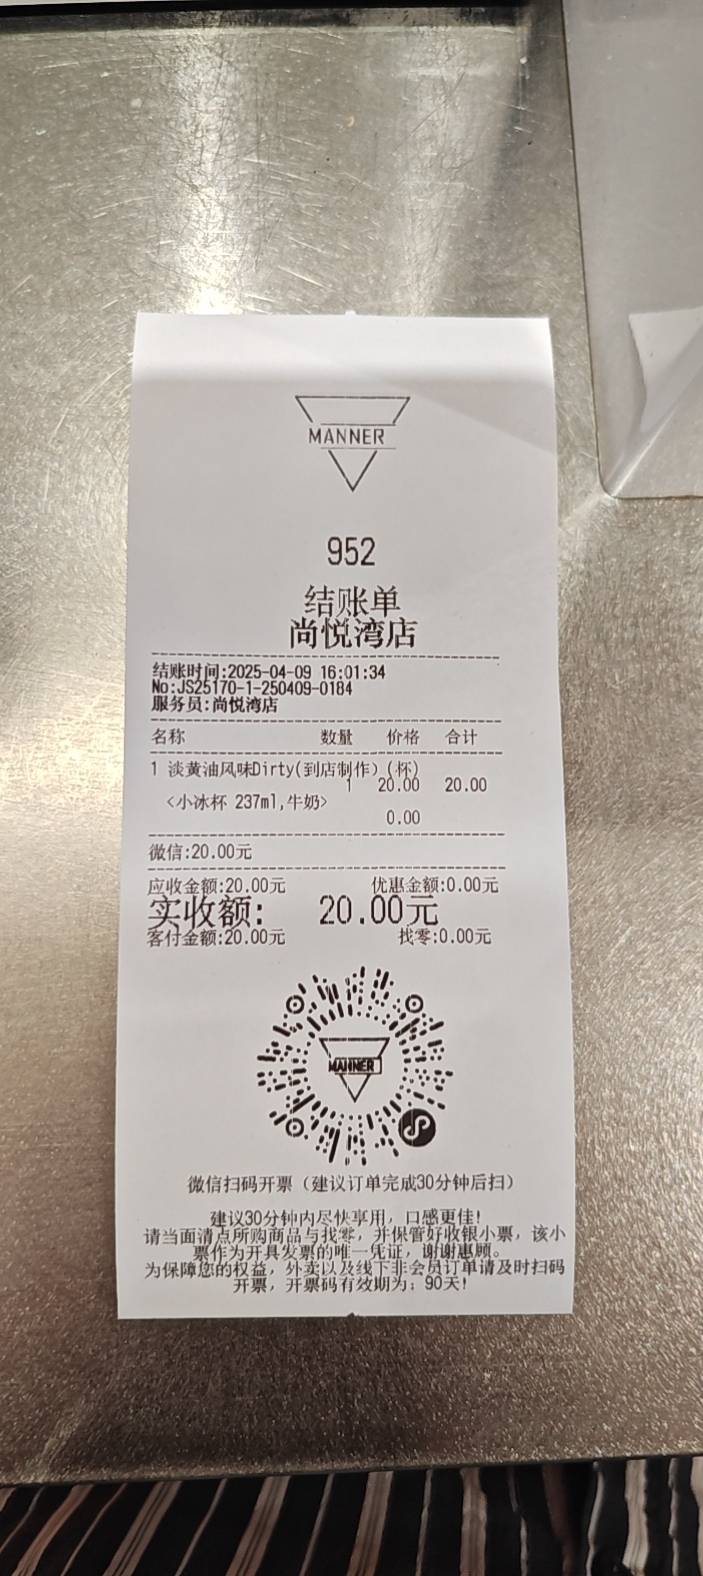 MANNER
952
结账单
尚悦湾店
结账时间:2025-04-09 16:01:34
No:JS25170-1-250409-0184
服务员:尚悦湾店
名称 数量 价格 合计
1 淡黄油风味Dirty(到店制作)(杯)
1 20.00 20.00
<小冰杯 237ml,牛奶>
0.00
微信:20.00元
应收金额:20.00元 优惠金额:0.00元
实收额: 20.00元
客付金额:20.00元 找零:0.00元
MANNER
微信扫码开票（建议订单完成30分钟后扫）
建议30分钟内尽快享用，口感更佳!
请当面清点所购商品与找零，并保管好收银小票，该小
票作为开具发票的唯一凭证，谢谢惠顾。
为保障您的权益，外卖以及线下非会员订单请及时扫码
开票，开票码有效期为：90天!